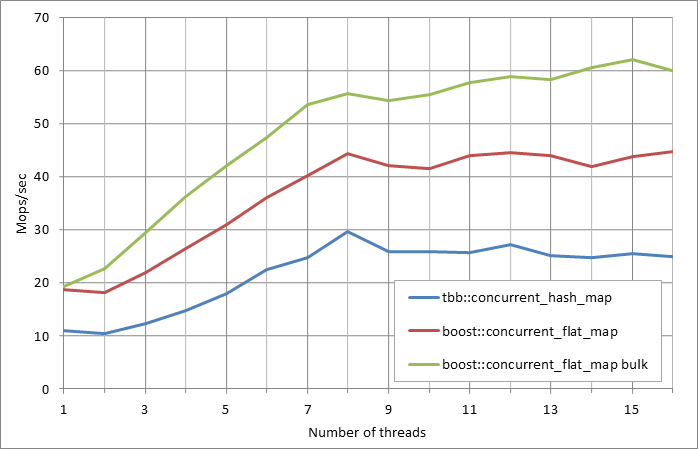 70
60
50
40
30
20
10
0
Mops/sec
tbb::concurrent_hash_map
boost::concurrent_flat_map
boost::concurrent_flat_map bulk
1 3 5 7 9 11 13 15
Number of threads